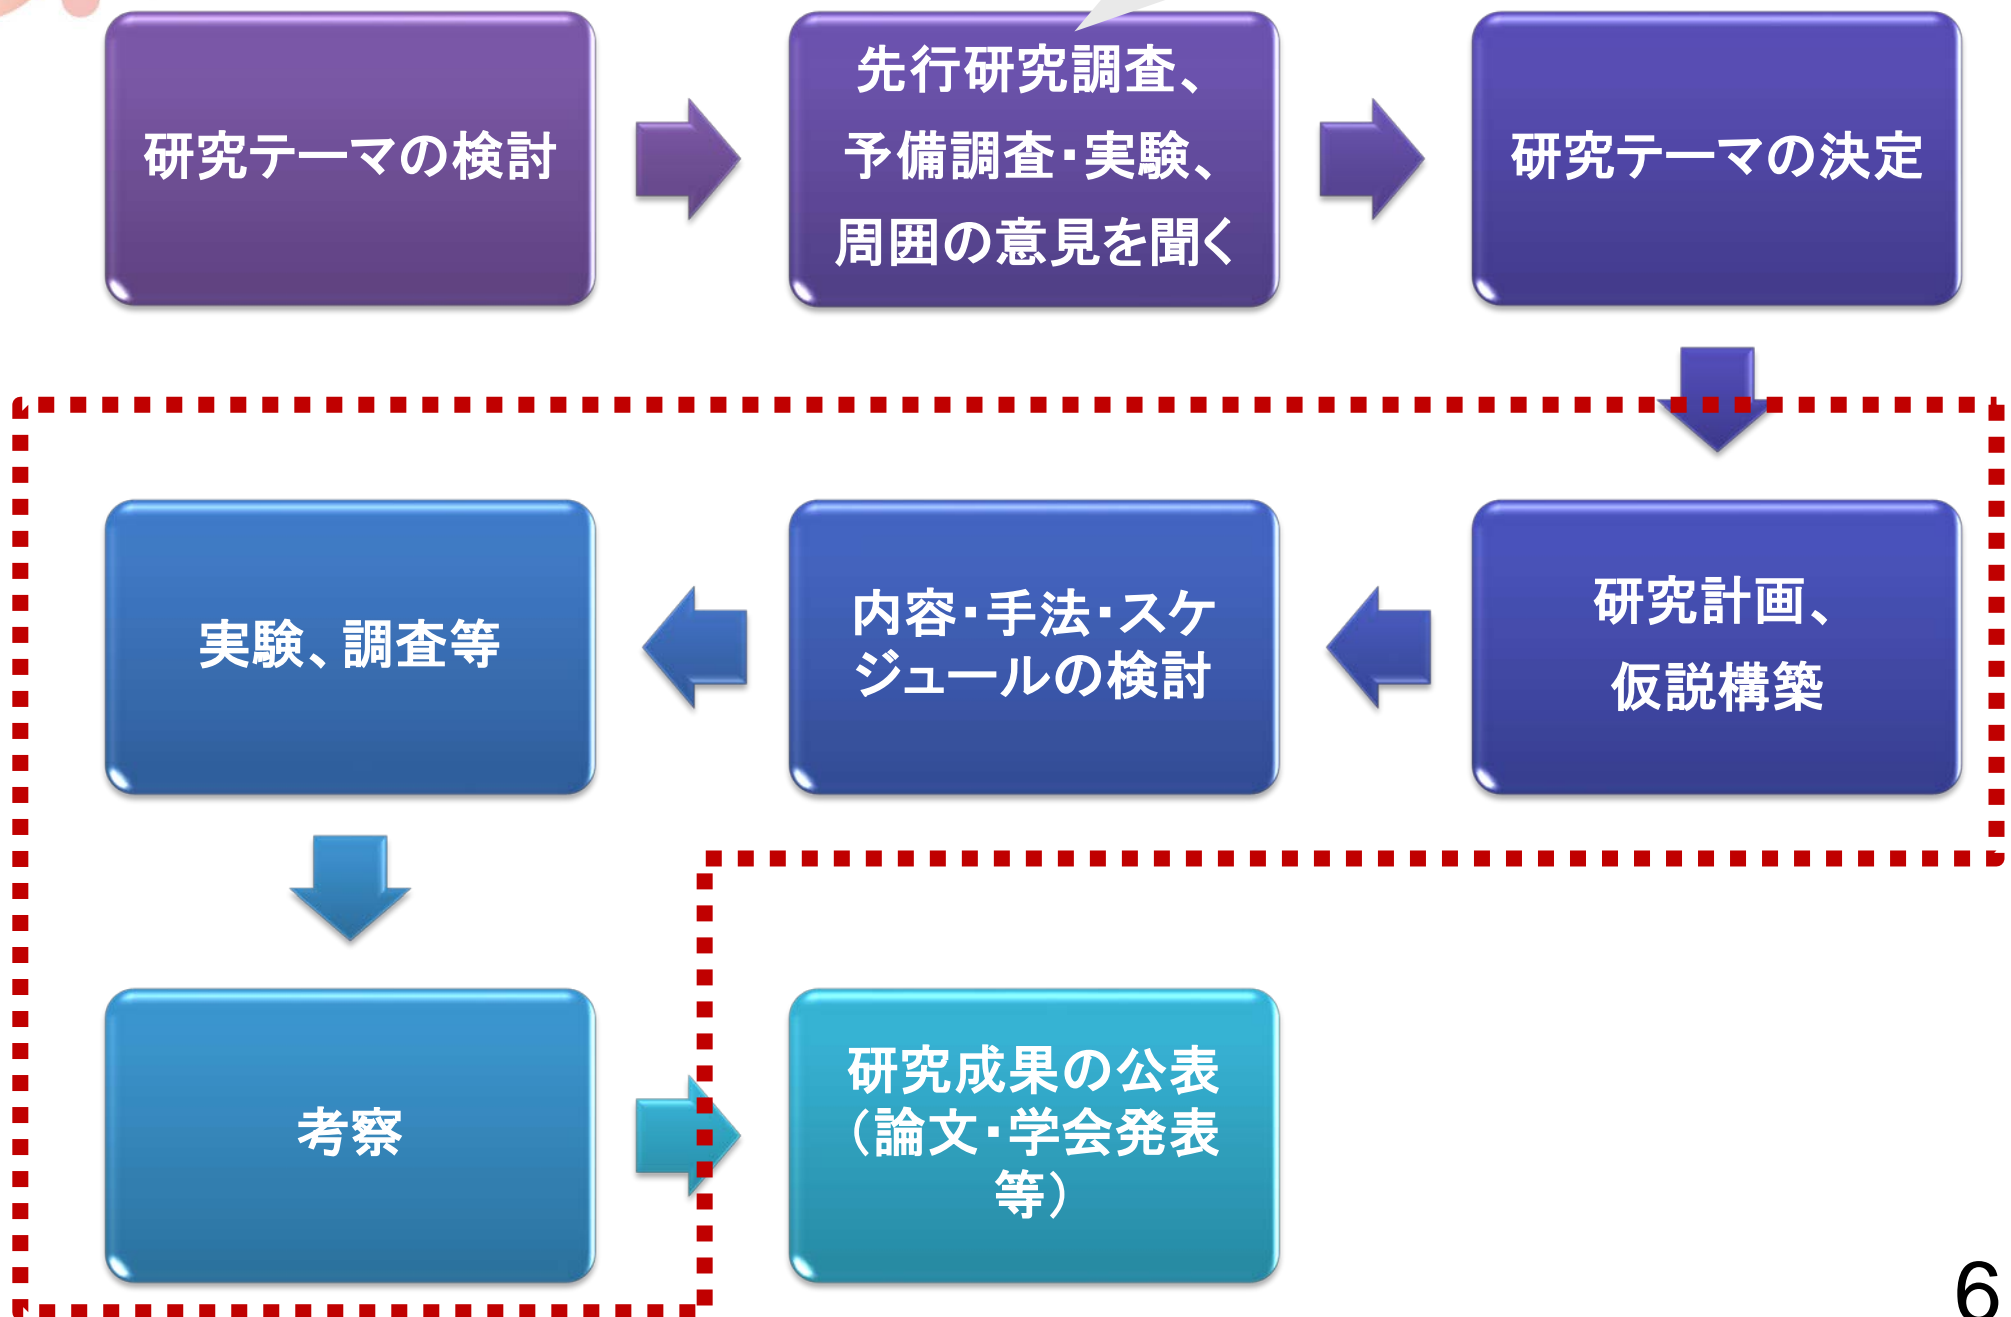 研究テーマの検討
先行研究調査、
予備調査・実験、
周囲の意見を聞く
研究テーマの決定
研究計画、
仮説構築
内容・手法・スケ
ジュールの検討
実験、調査等
考察
研究成果の公表
（論文・学会発表
等）
6